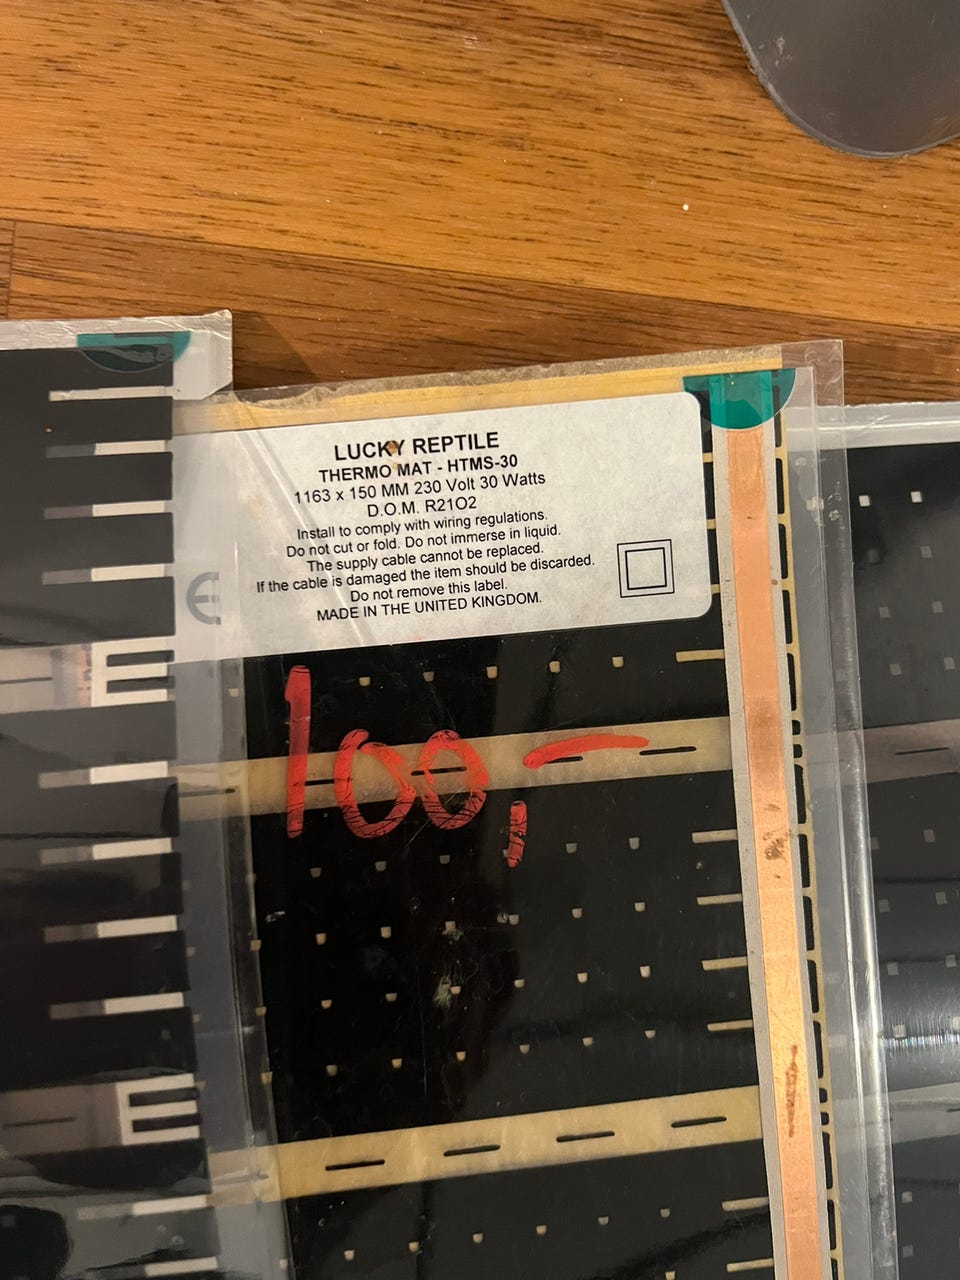 LUCKY REPTILE
THERMO MAT - HTMS-30
1163 x 150 MM 230 Volt 30 Watts
D.O.M. R21O2
Install to comply with wiring regulations.
Do not cut or fold. Do not immerse in liquid.
The supply cable cannot be replaced.
If the cable is damaged the item should be discarded.
Do not remove this label.
MADE IN THE UNITED KINGDOM.
CE
100,-